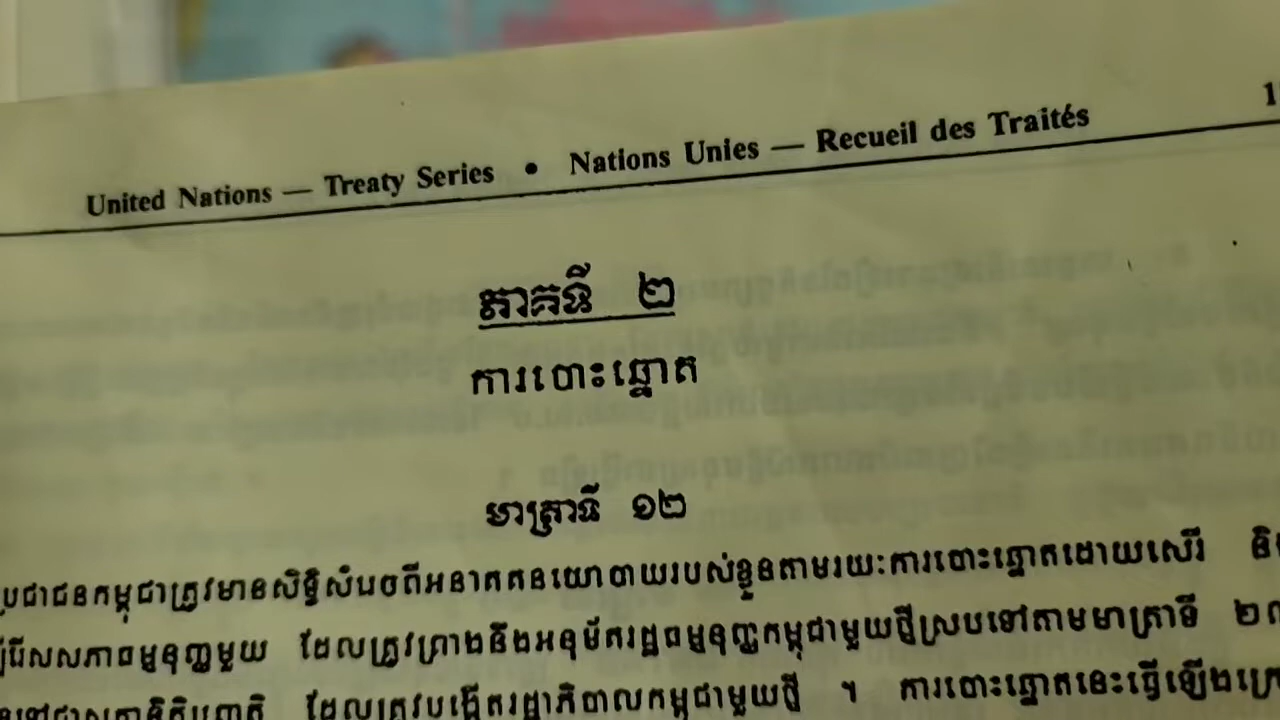 United Nations — Treaty Series • Nations Unies — Recueil des Traités
ភាគទី ២
ការបោះឆ្នោត
មាត្រាទី ១២
ប្រជាជនកម្ពុជាត្រូវមានសិទ្ធិសំរេចពីអនាគតនយោបាយរបស់ខ្លួនតាមរយៈការបោះឆ្នោតដោយសេរី
រើសសភាធម្មនុញ្ញមួយ ដែលត្រូវព្រាងនឹងអនុម័តរដ្ឋធម្មនុញ្ញកម្ពុជាមួយថ្មីស្របទៅតាមមាត្រាទី
ដែលត្រូវបង្កើតរដ្ឋាភិបាលកម្ពុជាមួយថ្មី ។ ការបោះឆ្នោតនេះធ្វើឡើង